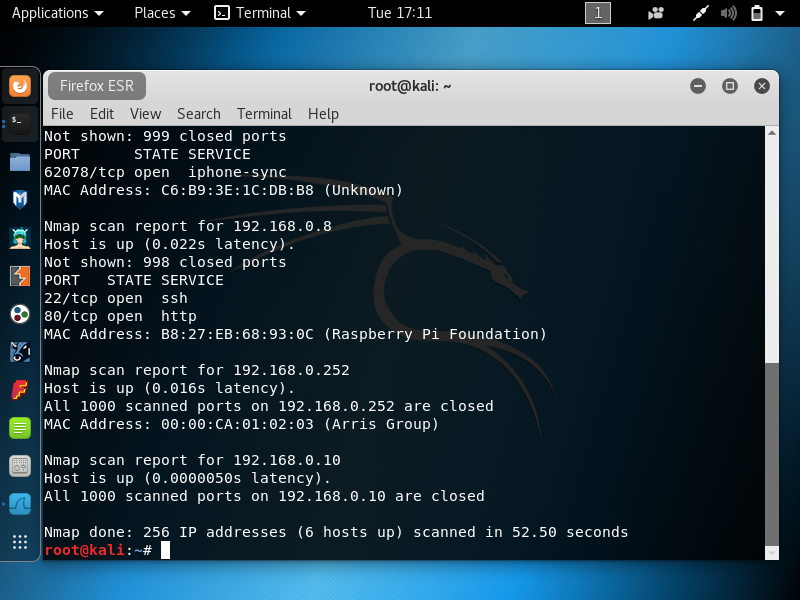 Applications Places Terminal Tue 17:11 1
Firefox ESR root@kali: ~
File Edit View Search Terminal Help
Not shown: 999 closed ports
PORT      STATE SERVICE
62078/tcp open  iphone-sync
MAC Address: C6:B9:3E:1C:DB:B8 (Unknown)
Nmap scan report for 192.168.0.8
Host is up (0.022s latency).
Not shown: 998 closed ports
PORT   STATE SERVICE
22/tcp open  ssh
80/tcp open  http
MAC Address: B8:27:EB:68:93:0C (Raspberry Pi Foundation)
Nmap scan report for 192.168.0.252
Host is up (0.016s latency).
All 1000 scanned ports on 192.168.0.252 are closed
MAC Address: 00:00:CA:01:02:03 (Arris Group)
Nmap scan report for 192.168.0.10
Host is up (0.0000050s latency).
All 1000 scanned ports on 192.168.0.10 are closed
Nmap done: 256 IP addresses (6 hosts up) scanned in 52.50 seconds
root@kali:~#